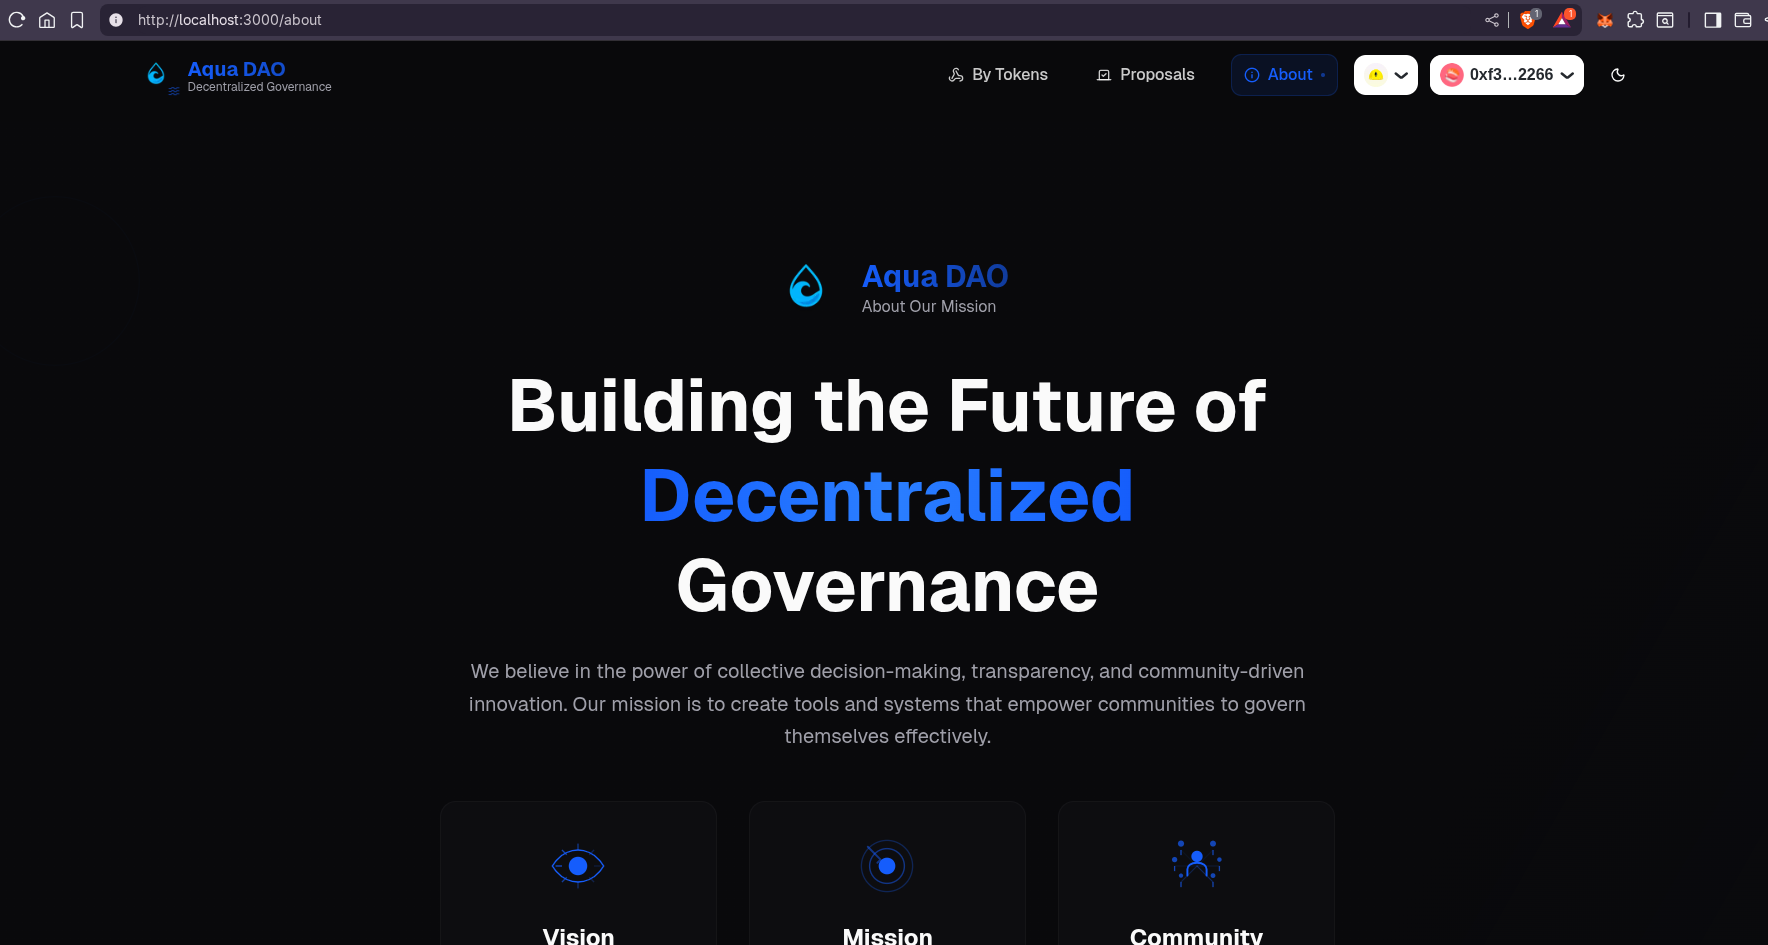 http://localhost:3000/about
1
1
Aqua DAO
Decentralized Governance
By Tokens
Proposals
About
0xf3...2266
Aqua DAO
About Our Mission
Building the Future of
Decentralized
Governance
We believe in the power of collective decision-making, transparency, and community-driven
innovation. Our mission is to create tools and systems that empower communities to govern
themselves effectively.
Vision
Mission
Community